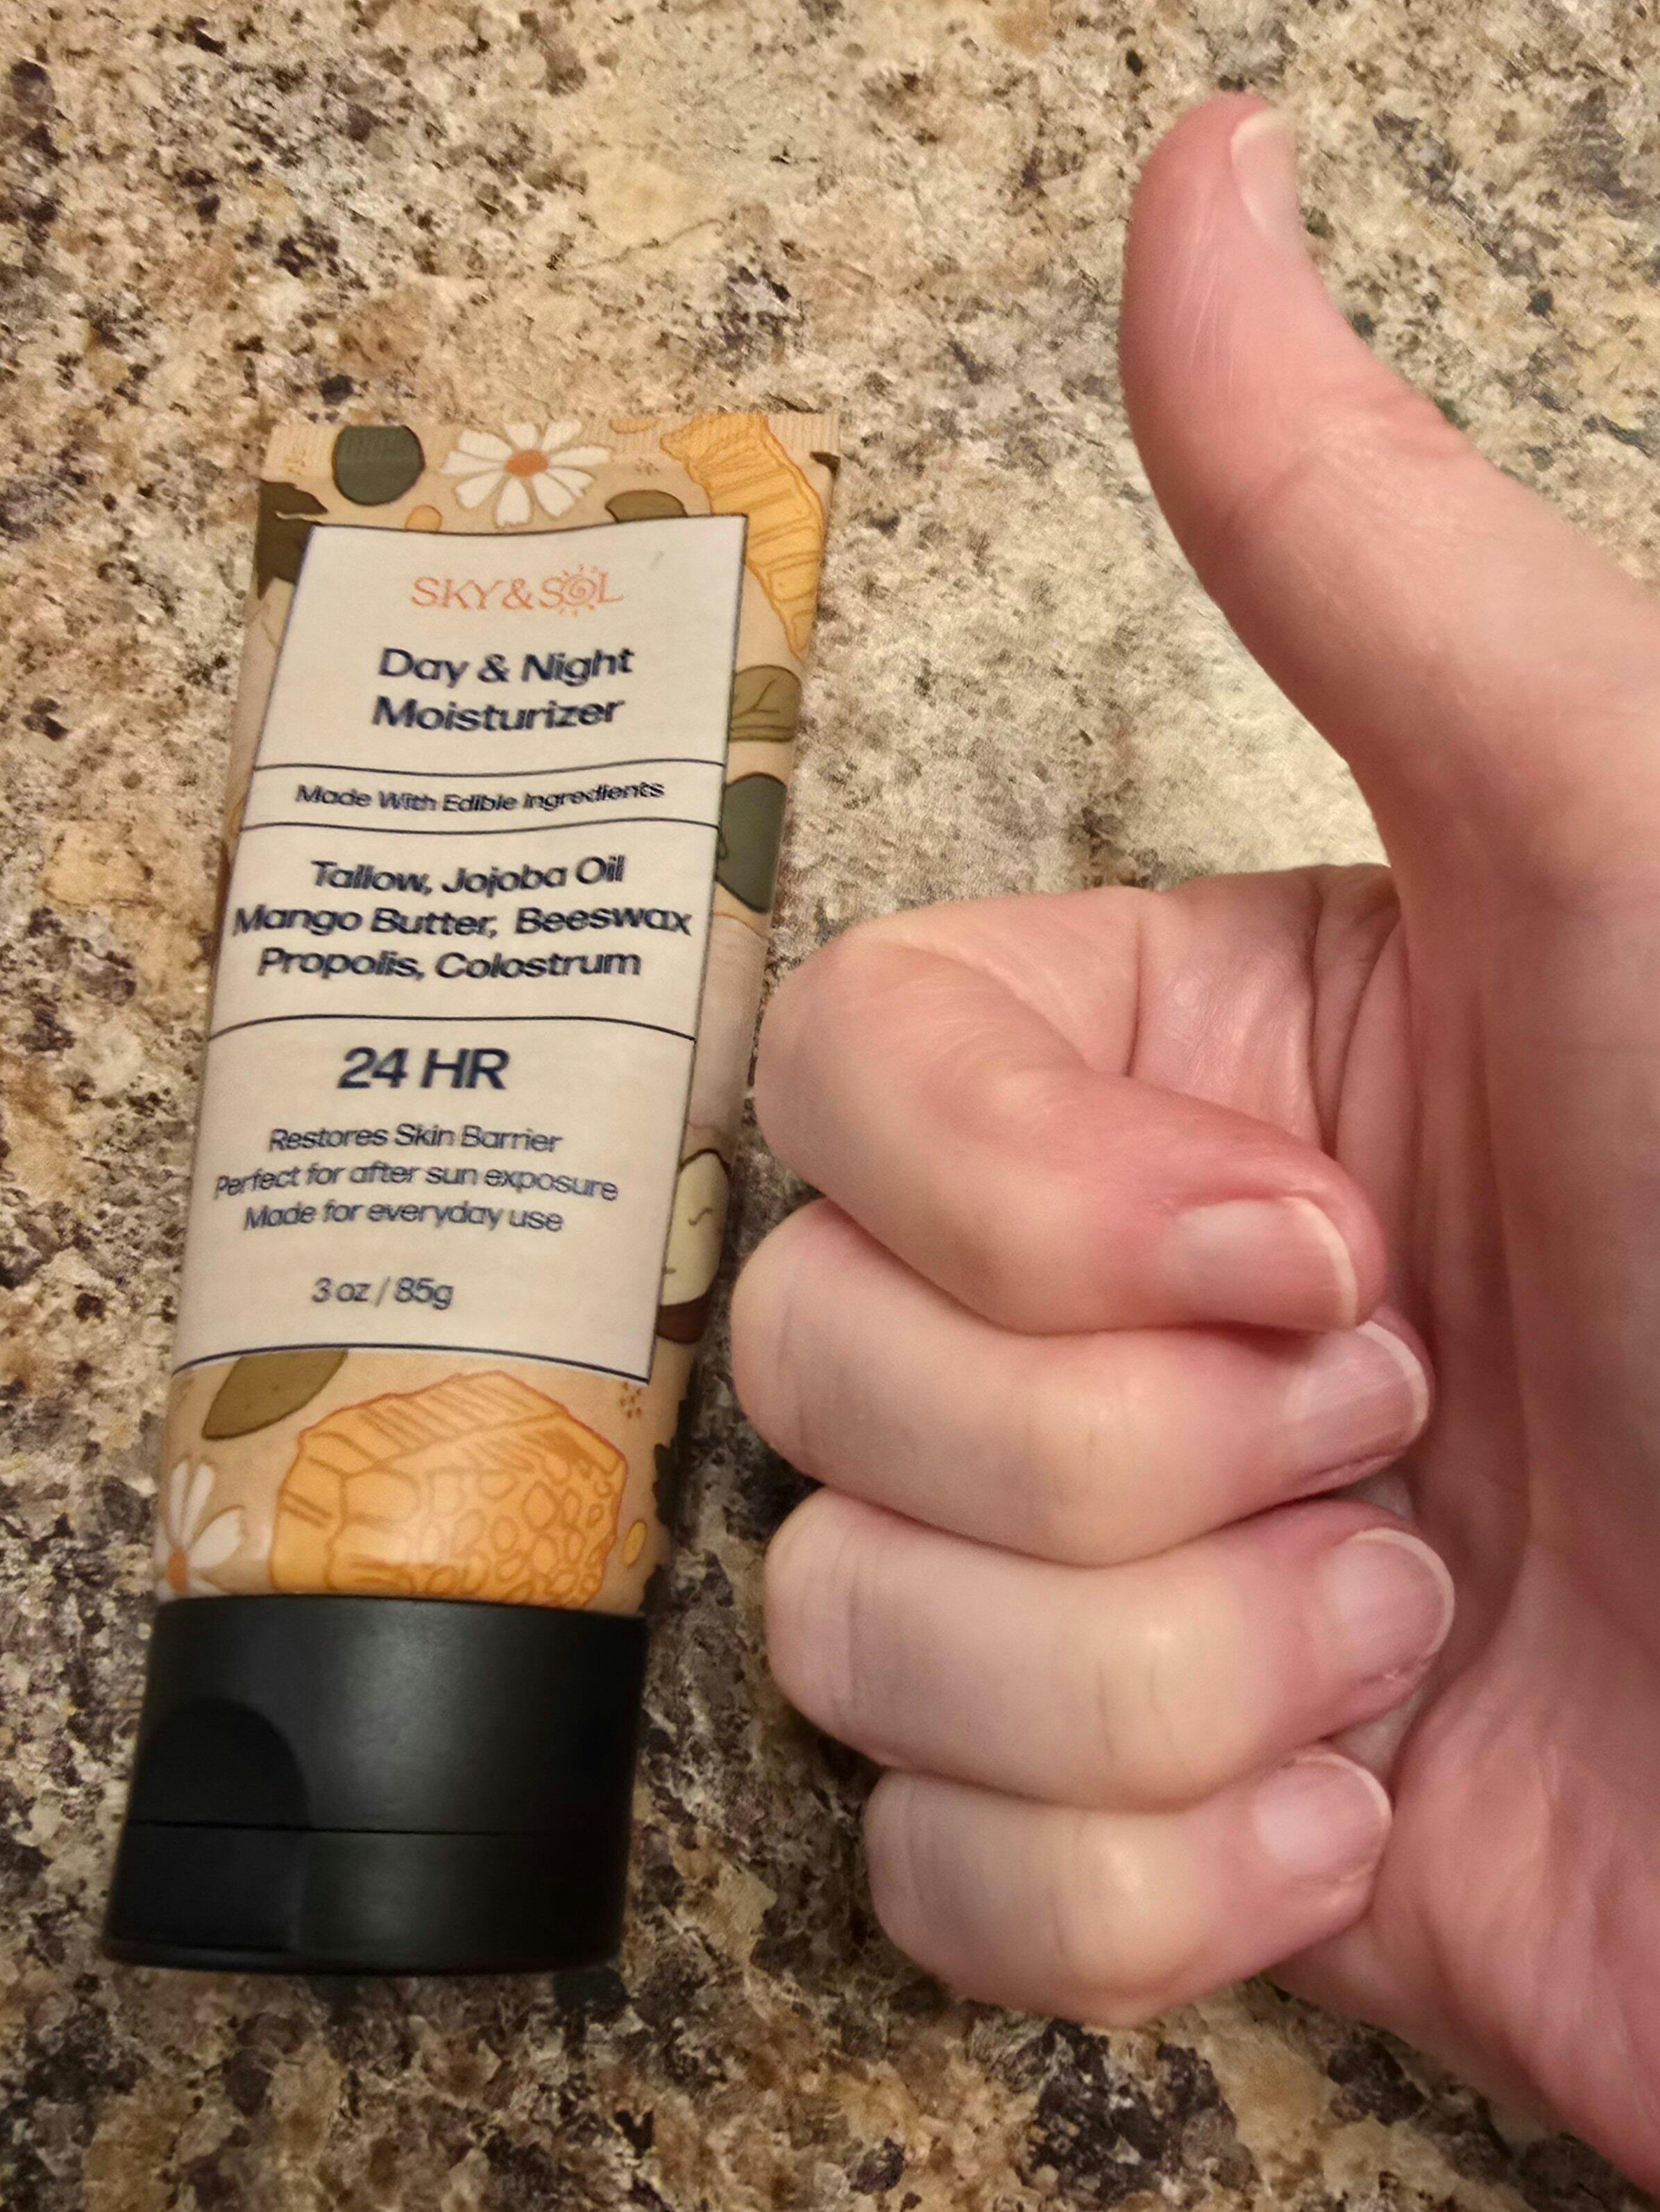 SKY&SOL
Day & Night
Moisturizer
Made With Edible Ingredients
Tallow, Jojoba Oil
Mango Butter, Beeswax
Propolis, Colostrum
24 HR
Restores Skin Barrier
Perfect for after sun exposure
Made for everyday use
3 oz / 85g